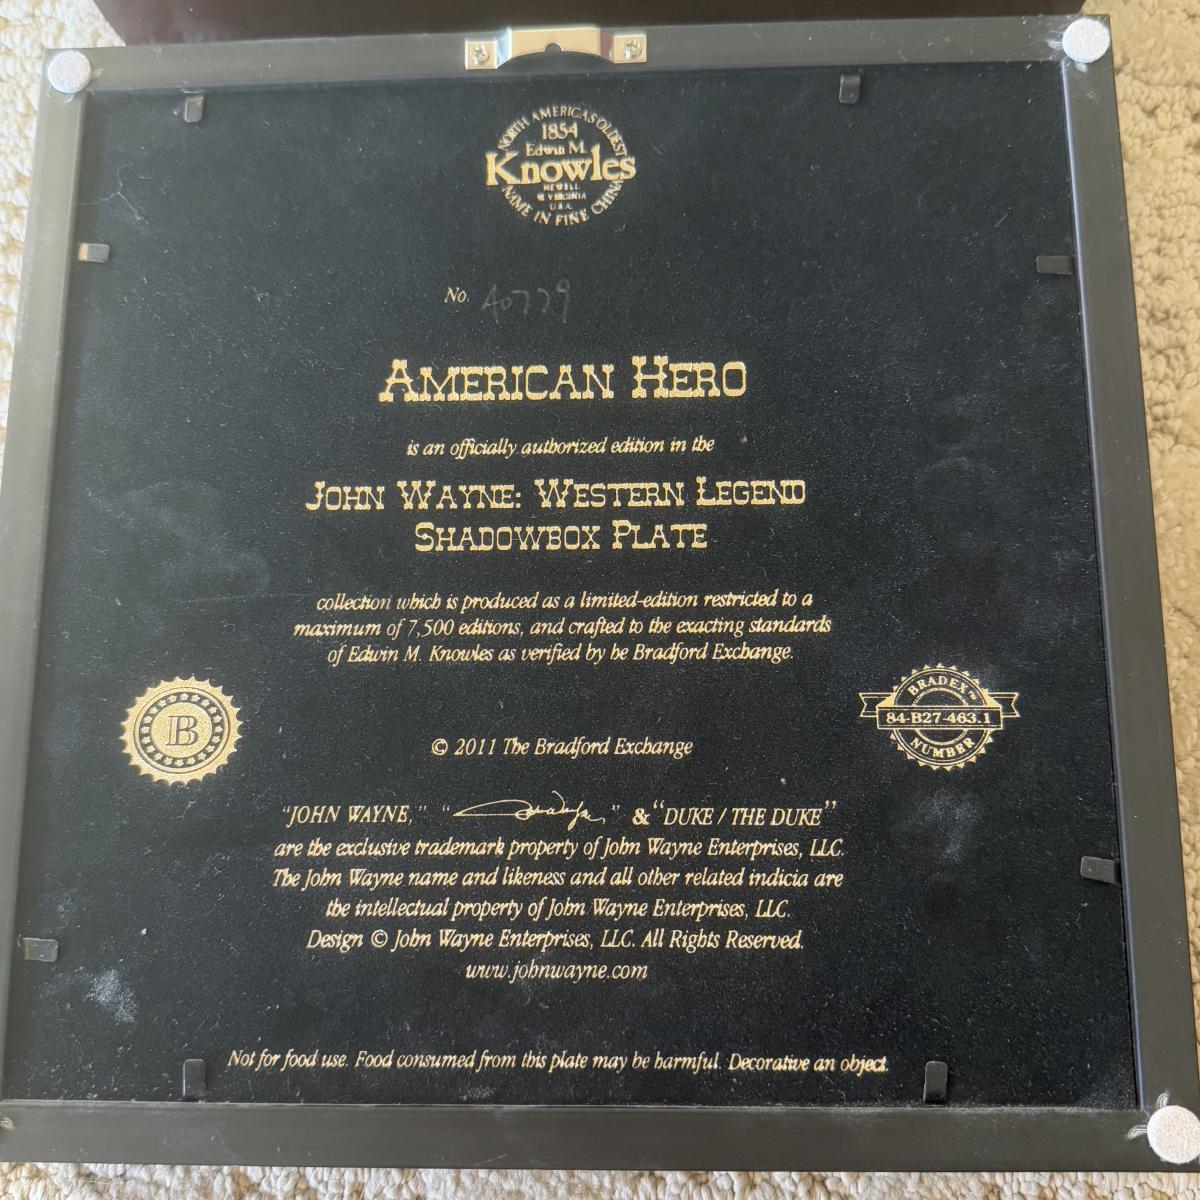 NORTH AMERICA'S OLDEST
1854
Edwin M.
Knowles
NEWELL
W. VIRGINIA
U.S.A.
NAME IN FINE CHINA
No. 40779
AMERICAN HERO
is an officially authorized edition in the
JOHN WAYNE: WESTERN LEGEND
SHADOWBOX PLATE
collection which is produced as a limited-edition restricted to a
maximum of 7,500 editions, and crafted to the exacting standards
of Edwin M. Knowles as verified by he Bradford Exchange.
B
BRADEX™
84-B27-463.1
NUMBER
© 2011 The Bradford Exchange
"JOHN WAYNE," " ," & "DUKE / THE DUKE"
are the exclusive trademark property of John Wayne Enterprises, LLC.
The John Wayne name and likeness and all other related indicia are
the intellectual property of John Wayne Enterprises, LLC.
Design © John Wayne Enterprises, LLC. All Rights Reserved.
www.johnwayne.com
Not for food use. Food consumed from this plate may be harmful. Decorative an object.